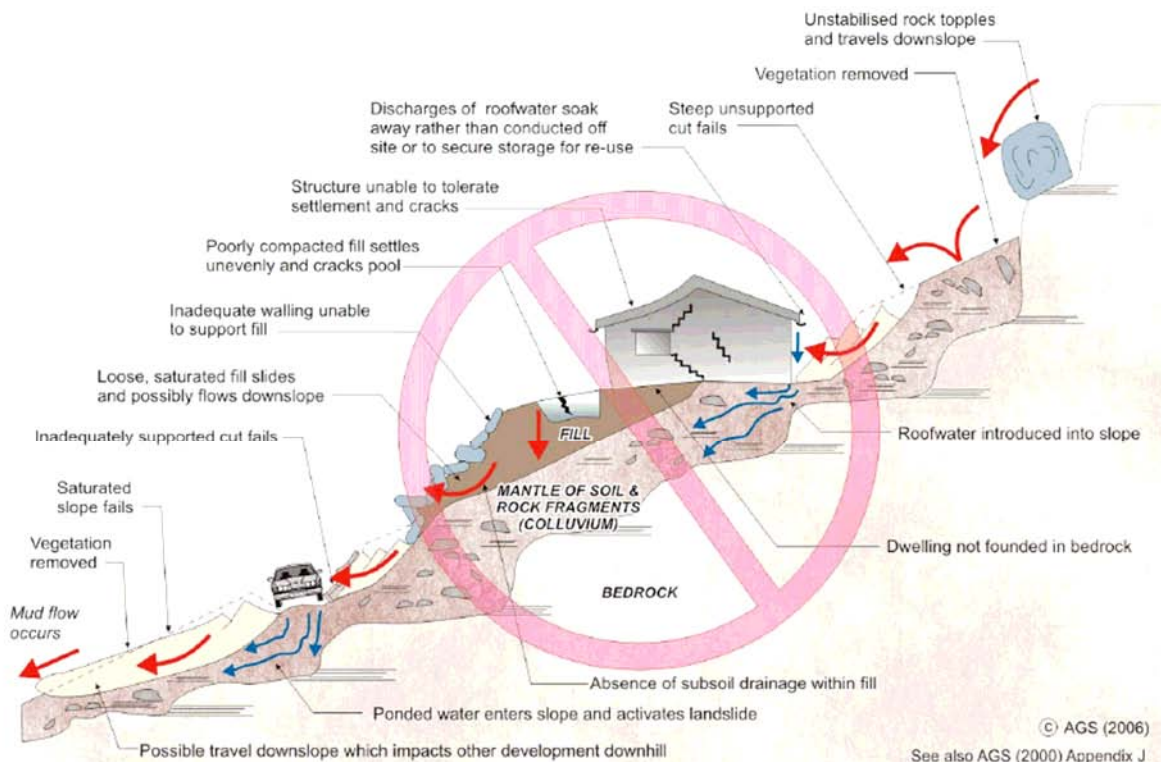 Unstabilised rock topples
and travels downslope
Vegetation removed
Steep unsupported
cut fails
Discharges of roofwater soak
away rather than conducted off
site or to secure storage for re-use
Structure unable to tolerate
settlement and cracks
Poorly compacted fill settles
unevenly and cracks pool
Inadequate walling unable
to support fill
Loose, saturated fill slides
and possibly flows downslope
Inadequately supported cut fails
Saturated
slope fails
Vegetation
removed
Mud flow
occurs
FILL
MANTLE OF SOIL &
ROCK FRAGMENTS
(COLLUVIUM)
BEDROCK
Roofwater introduced into slope
Dwelling not founded in bedrock
Absence of subsoil drainage within fill
Ponded water enters slope and activates landslide
Possible travel downslope which impacts other development downhill
© AGS (2006)
See also AGS (2000) Appendix J